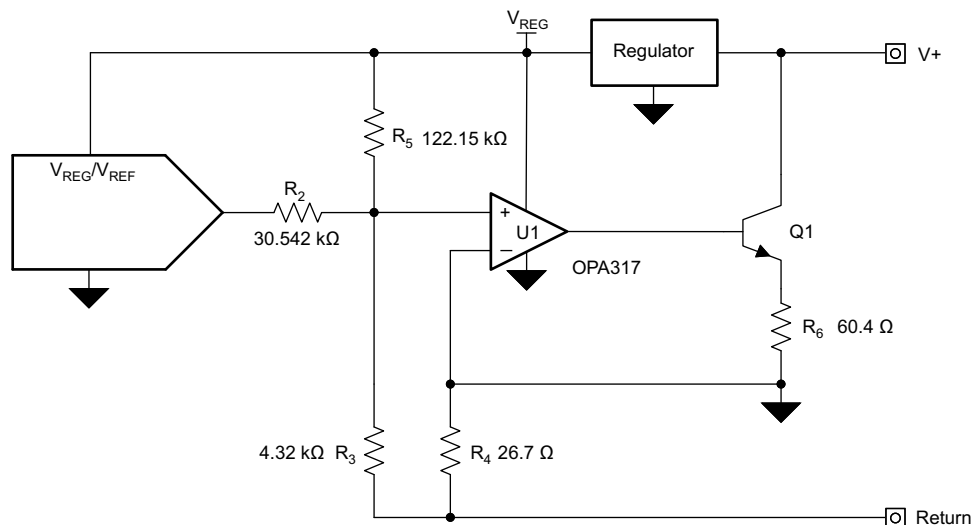 V_REG
Regulator
V+
R_5 122.15 kΩ
V_REG/V_REF
R_2
30.542 kΩ
+
U1
–
OPA317
Q1
R_6 60.4 Ω
4.32 kΩ R_3
R_4 26.7 Ω
Return